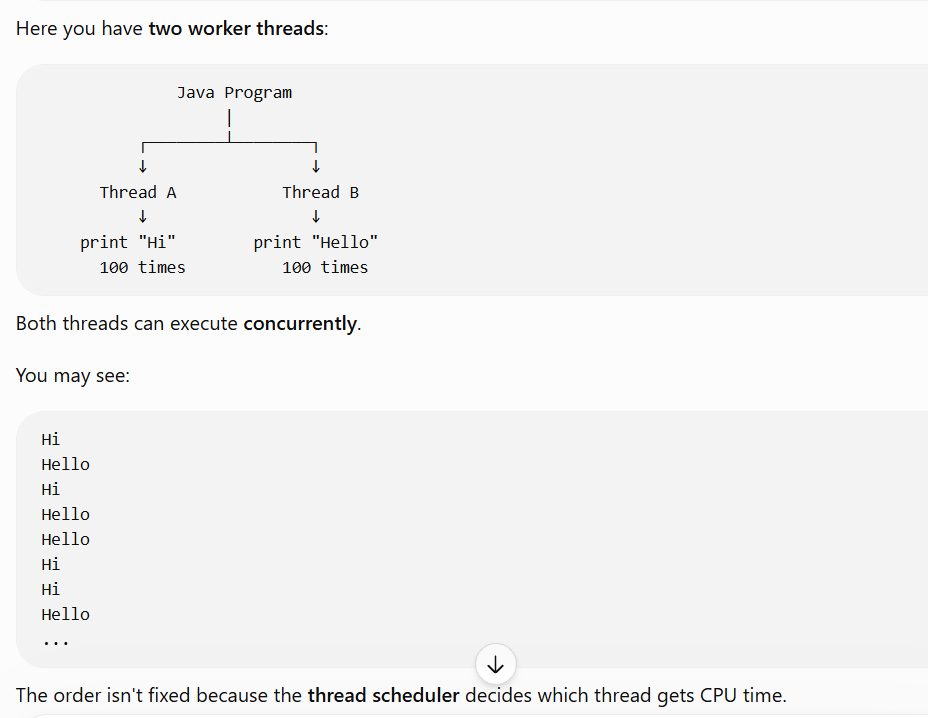 Here you have two worker threads:
Java Program
Thread A Thread B
print "Hi" print "Hello"
100 times 100 times
Both threads can execute concurrently.
You may see:
Hi
Hello
Hi
Hello
Hello
Hi
Hi
Hello
...
The order isn't fixed because the thread scheduler decides which thread gets CPU time.